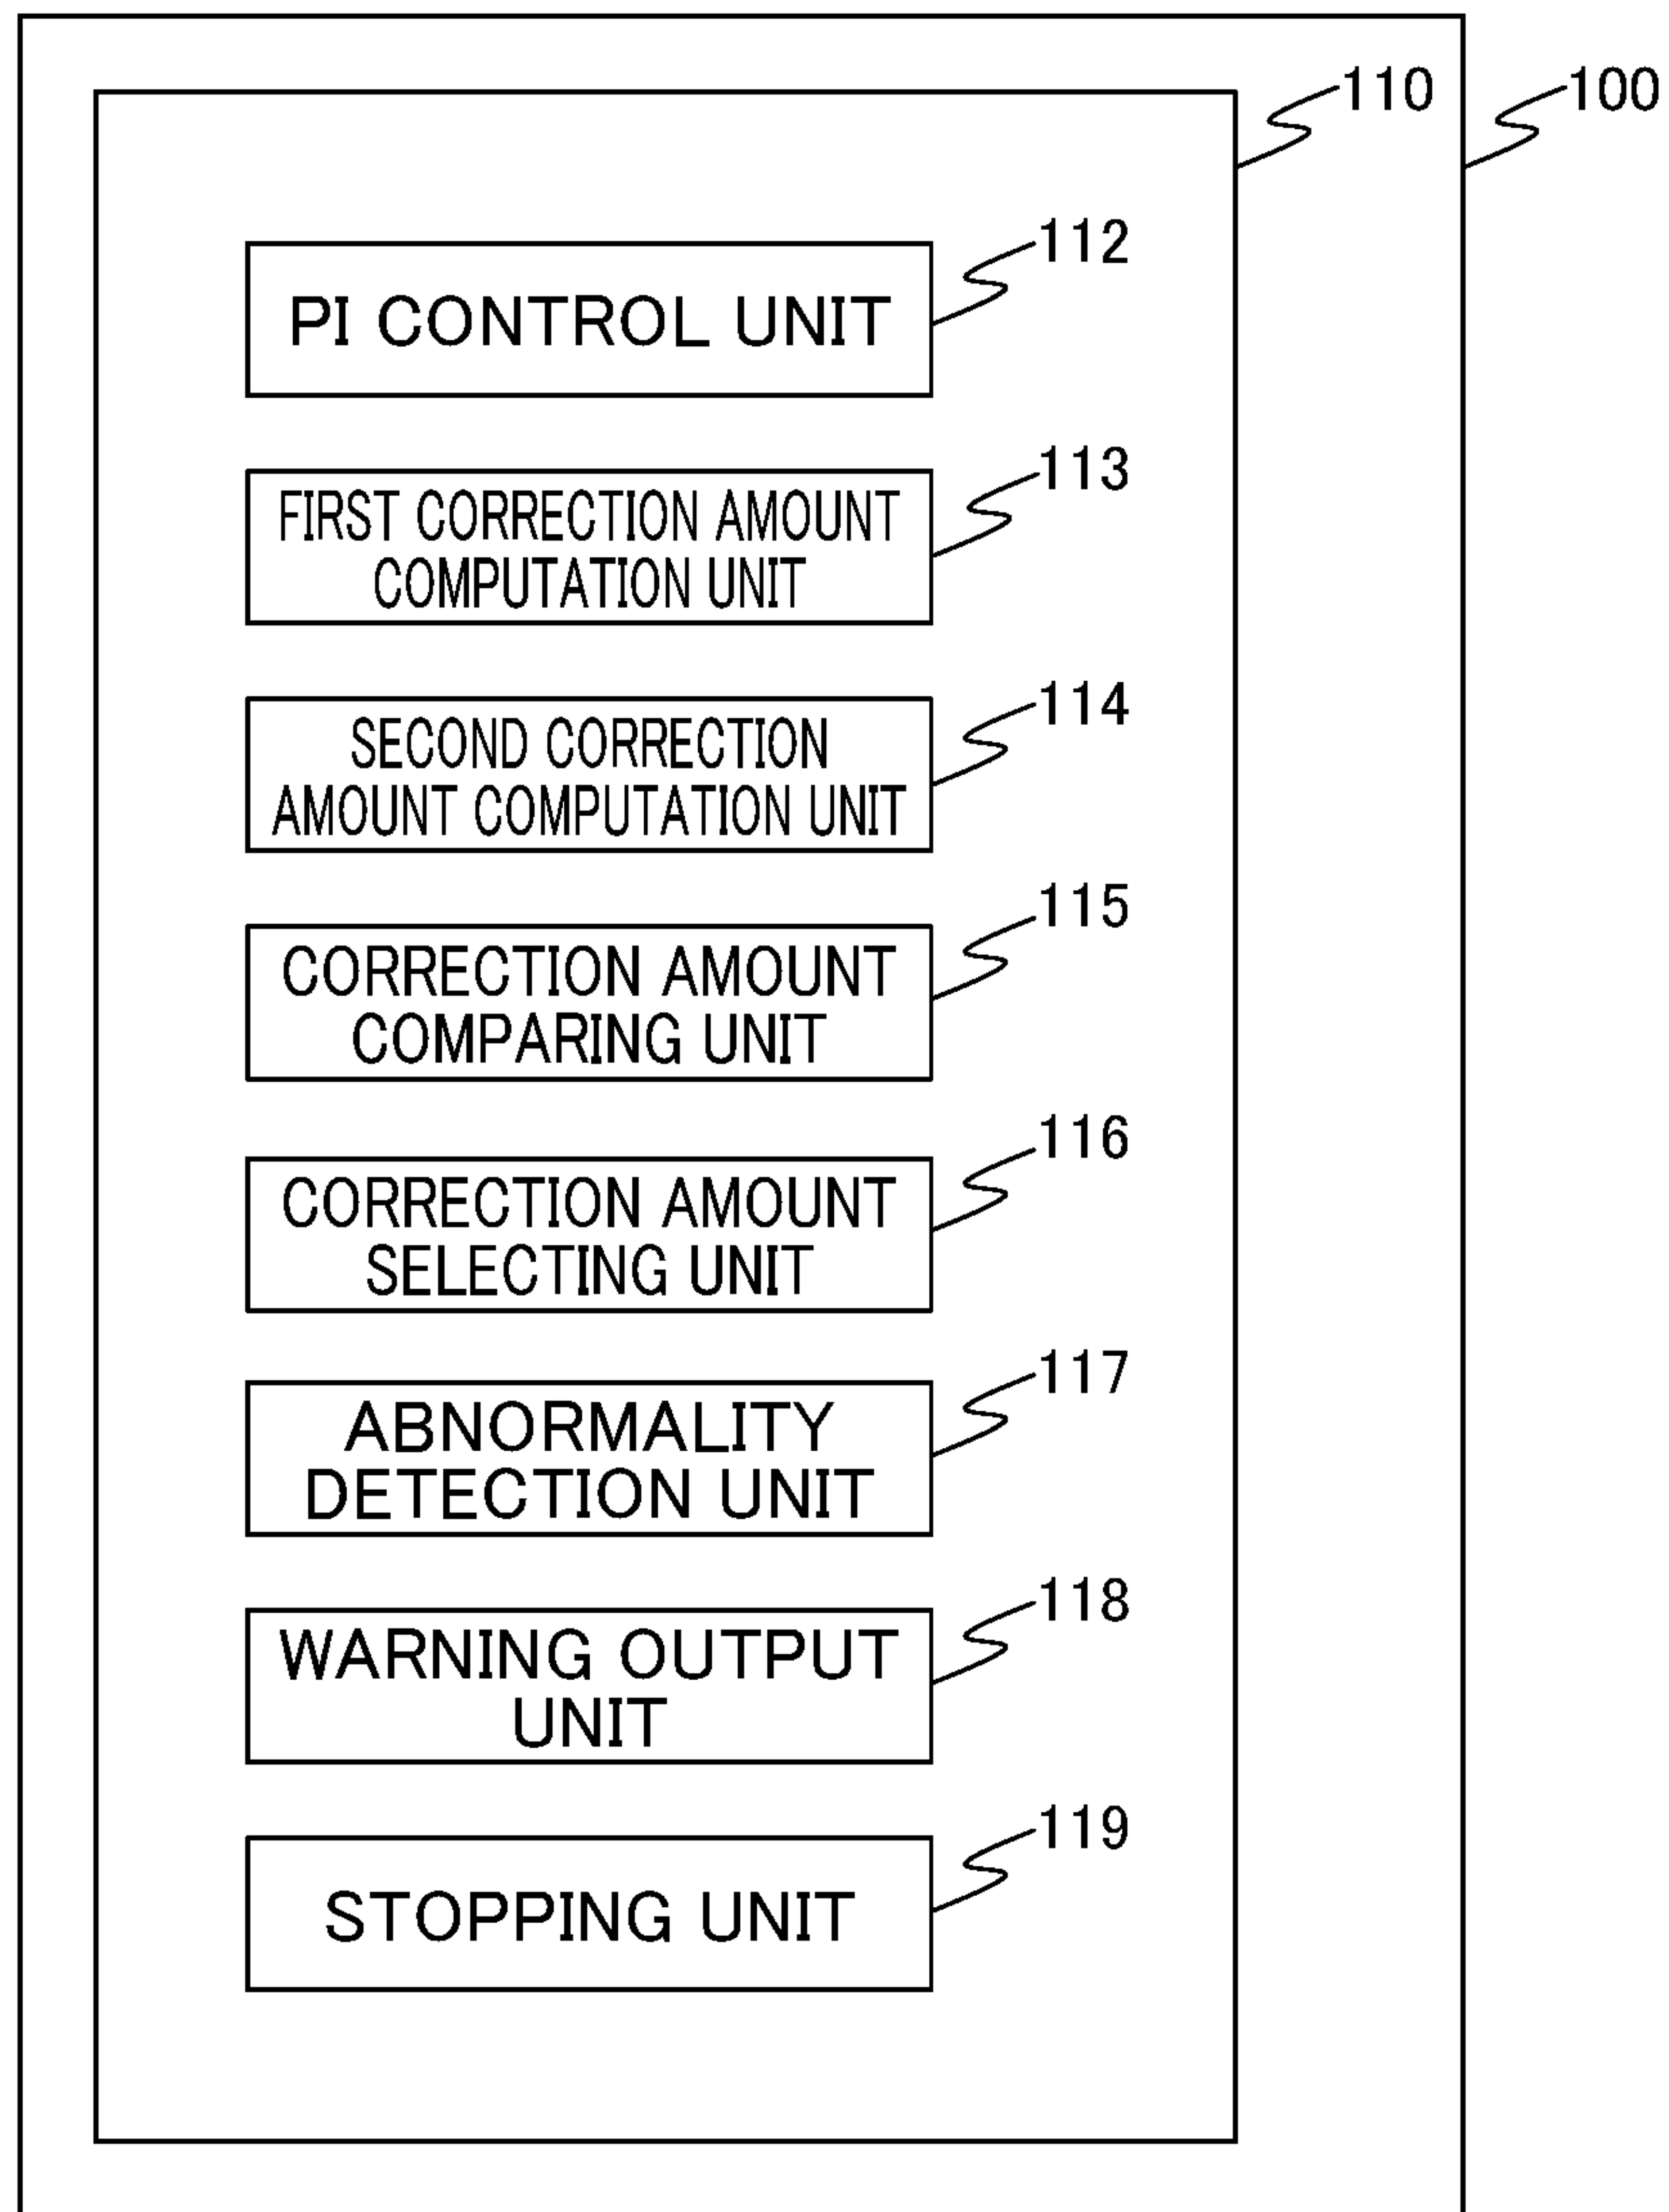 110
100
112
PI CONTROL UNIT
113
FIRST CORRECTION AMOUNT
COMPUTATION UNIT
114
SECOND CORRECTION
AMOUNT COMPUTATION UNIT
115
CORRECTION AMOUNT
COMPARING UNIT
116
CORRECTION AMOUNT
SELECTING UNIT
117
ABNORMALITY
DETECTION UNIT
118
WARNING OUTPUT
UNIT
119
STOPPING UNIT